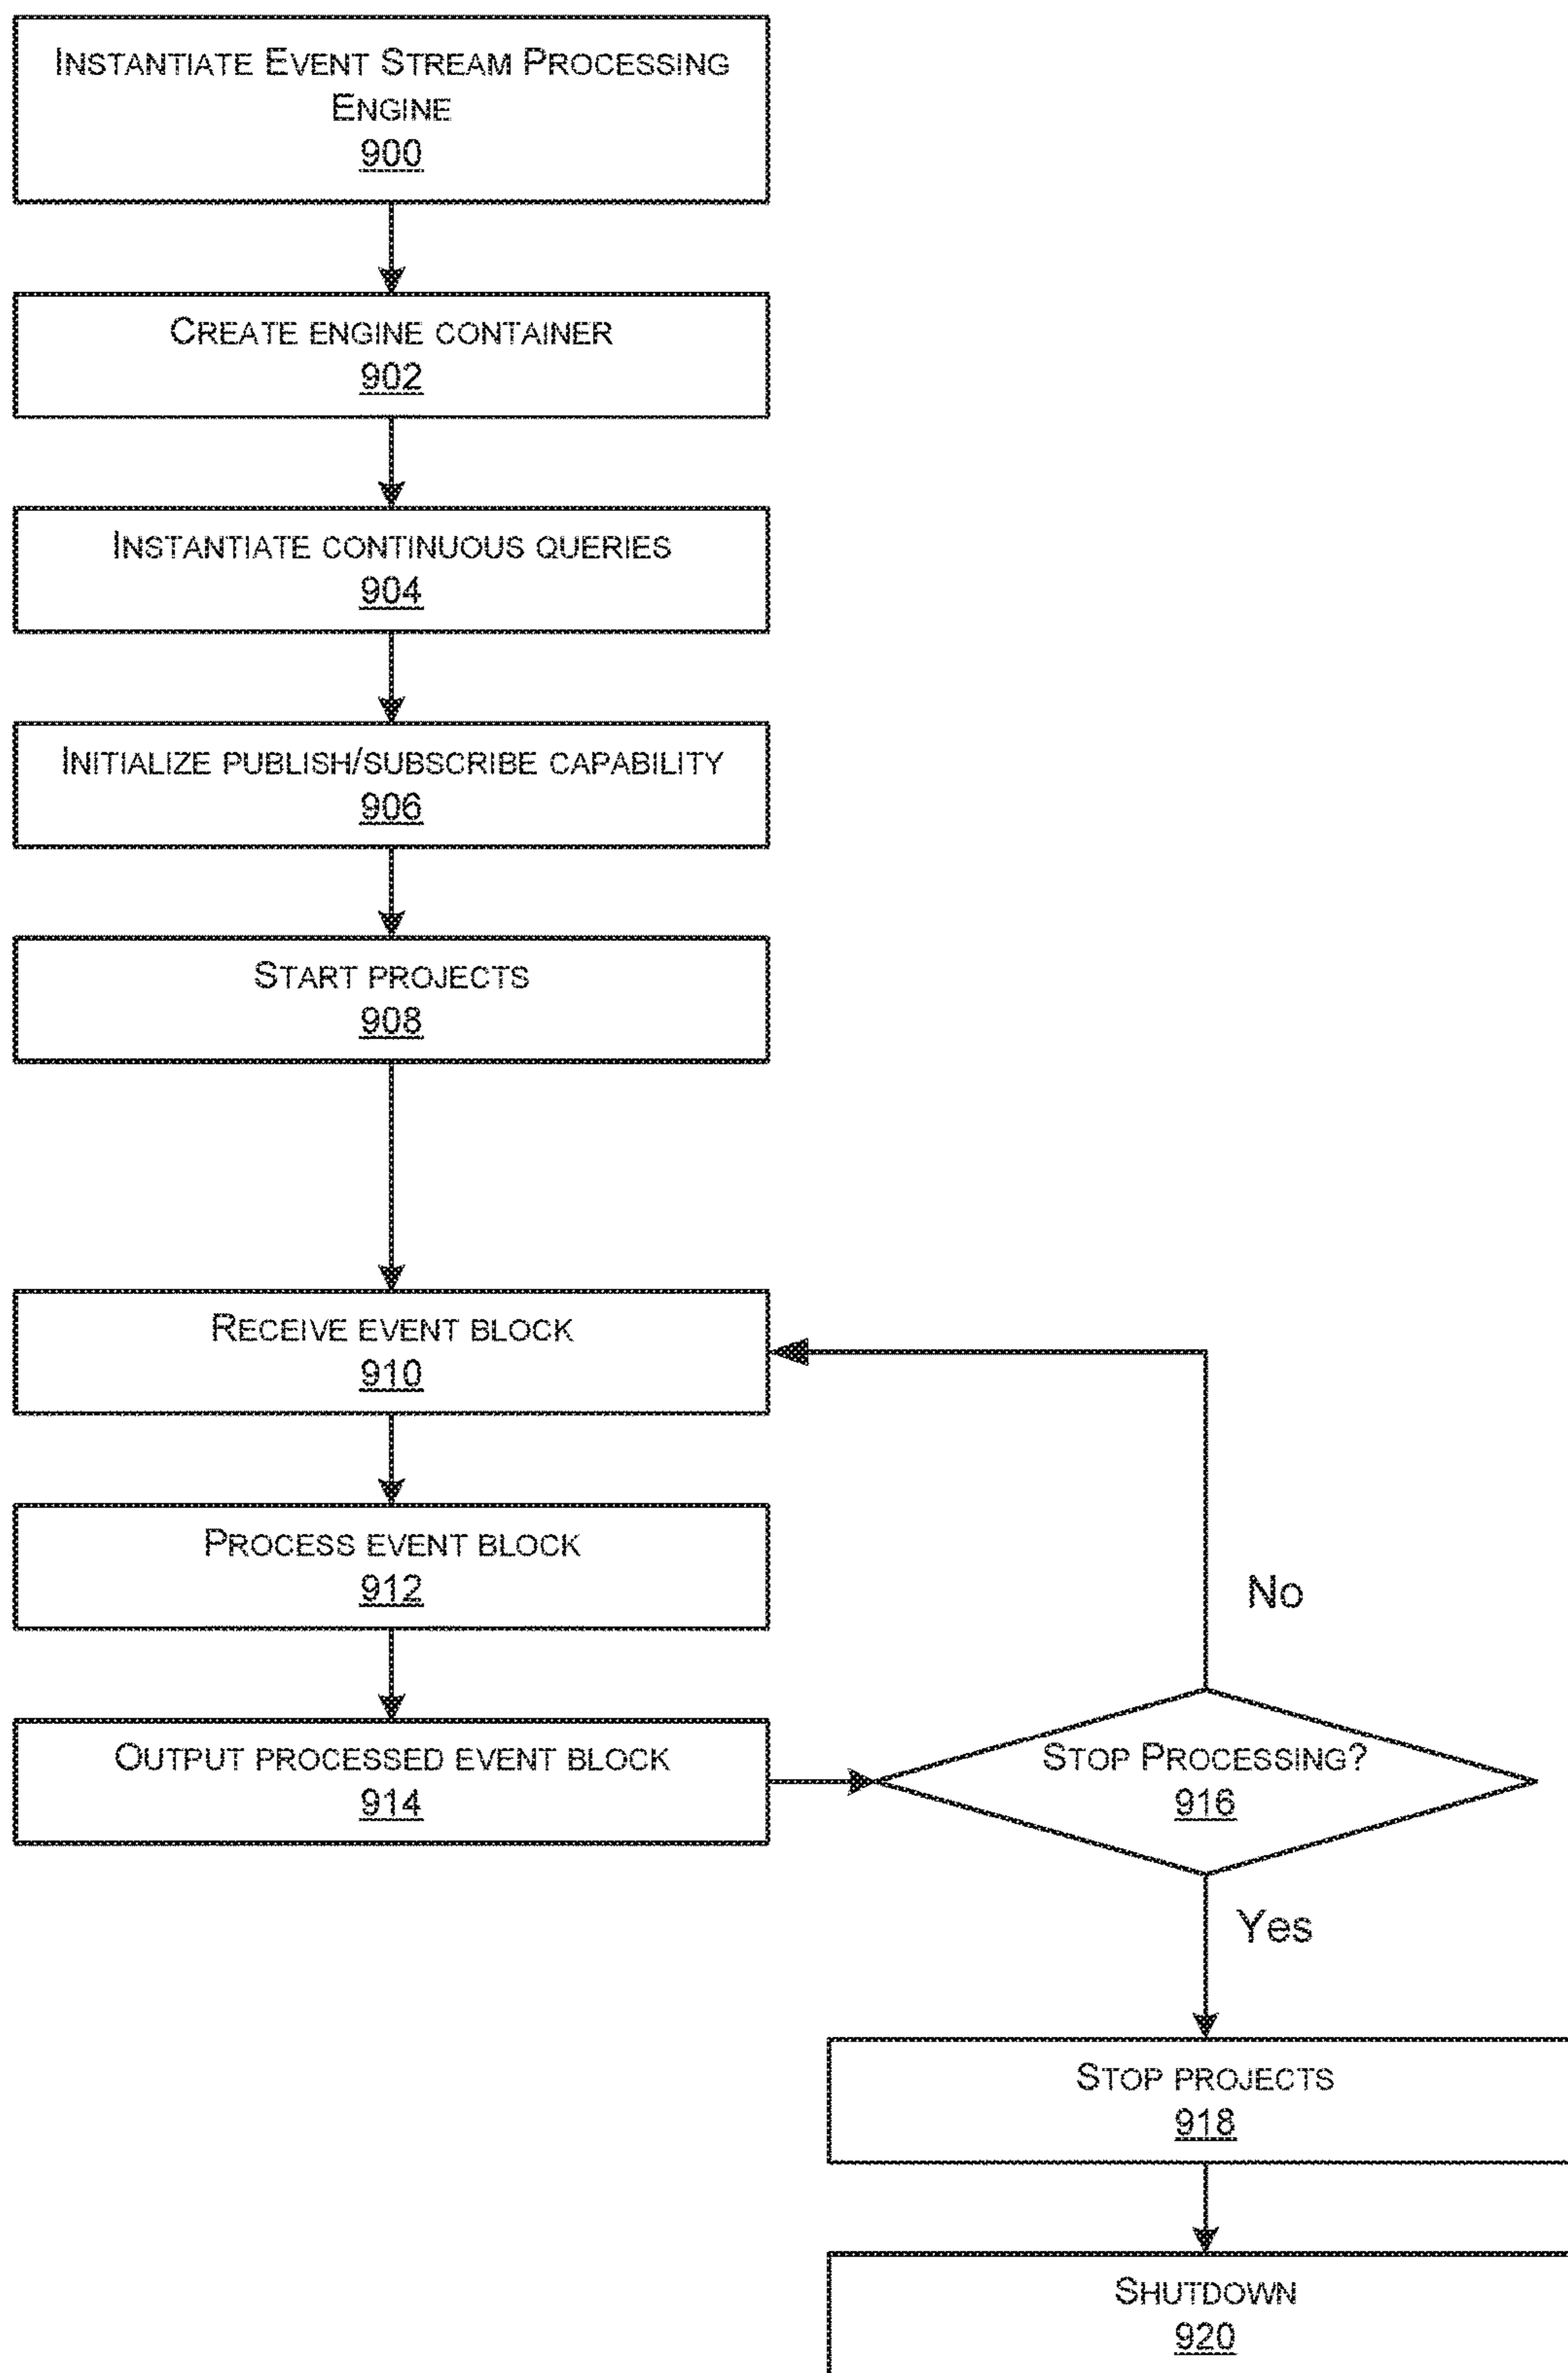 INSTANTIATE EVENT STREAM PROCESSING
ENGINE
900
CREATE ENGINE CONTAINER
902
INSTANTIATE CONTINUOUS QUERIES
904
INITIALIZE PUBLISH/SUBSCRIBE CAPABILITY
906
START PROJECTS
908
RECEIVE EVENT BLOCK
910
PROCESS EVENT BLOCK
912
No
OUTPUT PROCESSED EVENT BLOCK
914
STOP PROCESSING?
916
Yes
STOP PROJECTS
918
SHUTDOWN
920